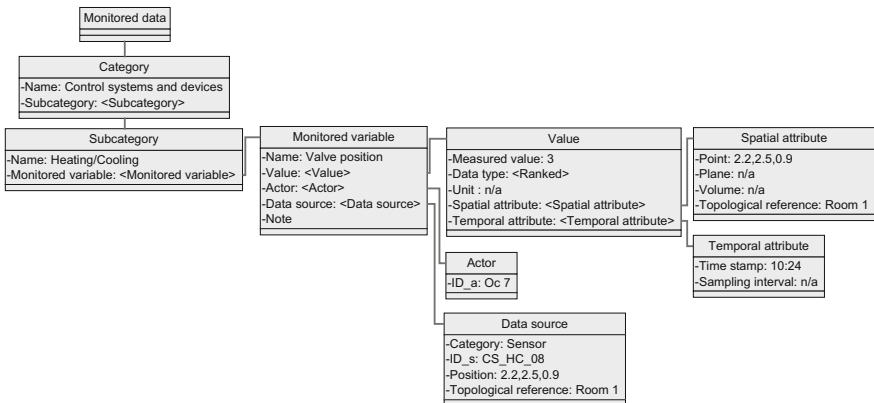 Monitored data
Category
-Name: Control systems and devices
-Subcategory: <Subcategory>
Subcategory
-Name: Heating/Cooling
-Monitored variable: <Monitored variable>
Monitored variable
-Name: Valve position
-Value: <Value>
-Actor: <Actor>
-Data source: <Data source>
-Note
Value
-Measured value: 3
-Data type: <Ranked>
-Unit : n/a
-Spatial attribute: <Spatial attribute>
-Temporal attribute: <Temporal attribute>
Spatial attribute
-Point: 2.2,2.5,0.9
-Plane: n/a
-Volume: n/a
-Topological reference: Room 1
Temporal attribute
-Time stamp: 10:24
-Sampling interval: n/a
Actor
-ID_a: Oc 7
Data source
-Category: Sensor
-ID_s: CS_HC_08
-Position: 2.2,2.5,0.9
-Topological reference: Room 1